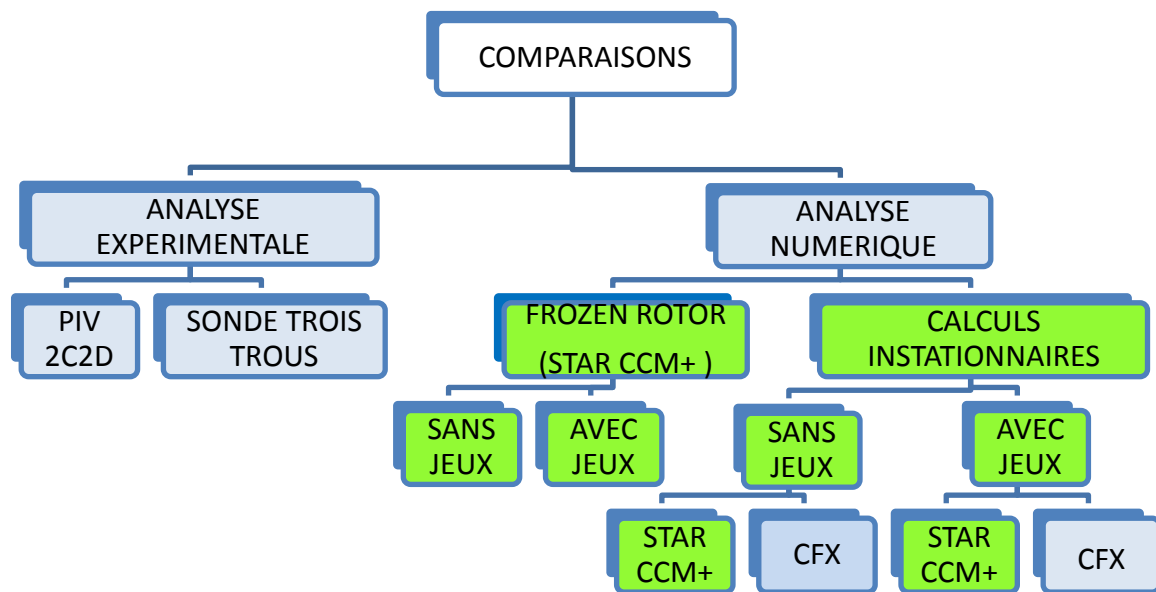 COMPARAISONS
ANALYSE
EXPERIMENTALE
ANALYSE
NUMERIQUE
PIV
2C2D
SONDE TROIS
TROUS
FROZEN ROTOR
(STAR CCM+ )
CALCULS
INSTATIONNAIRES
SANS
JEUX
AVEC
JEUX
SANS
JEUX
AVEC
JEUX
STAR
CCM+
CFX
STAR
CCM+
CFX